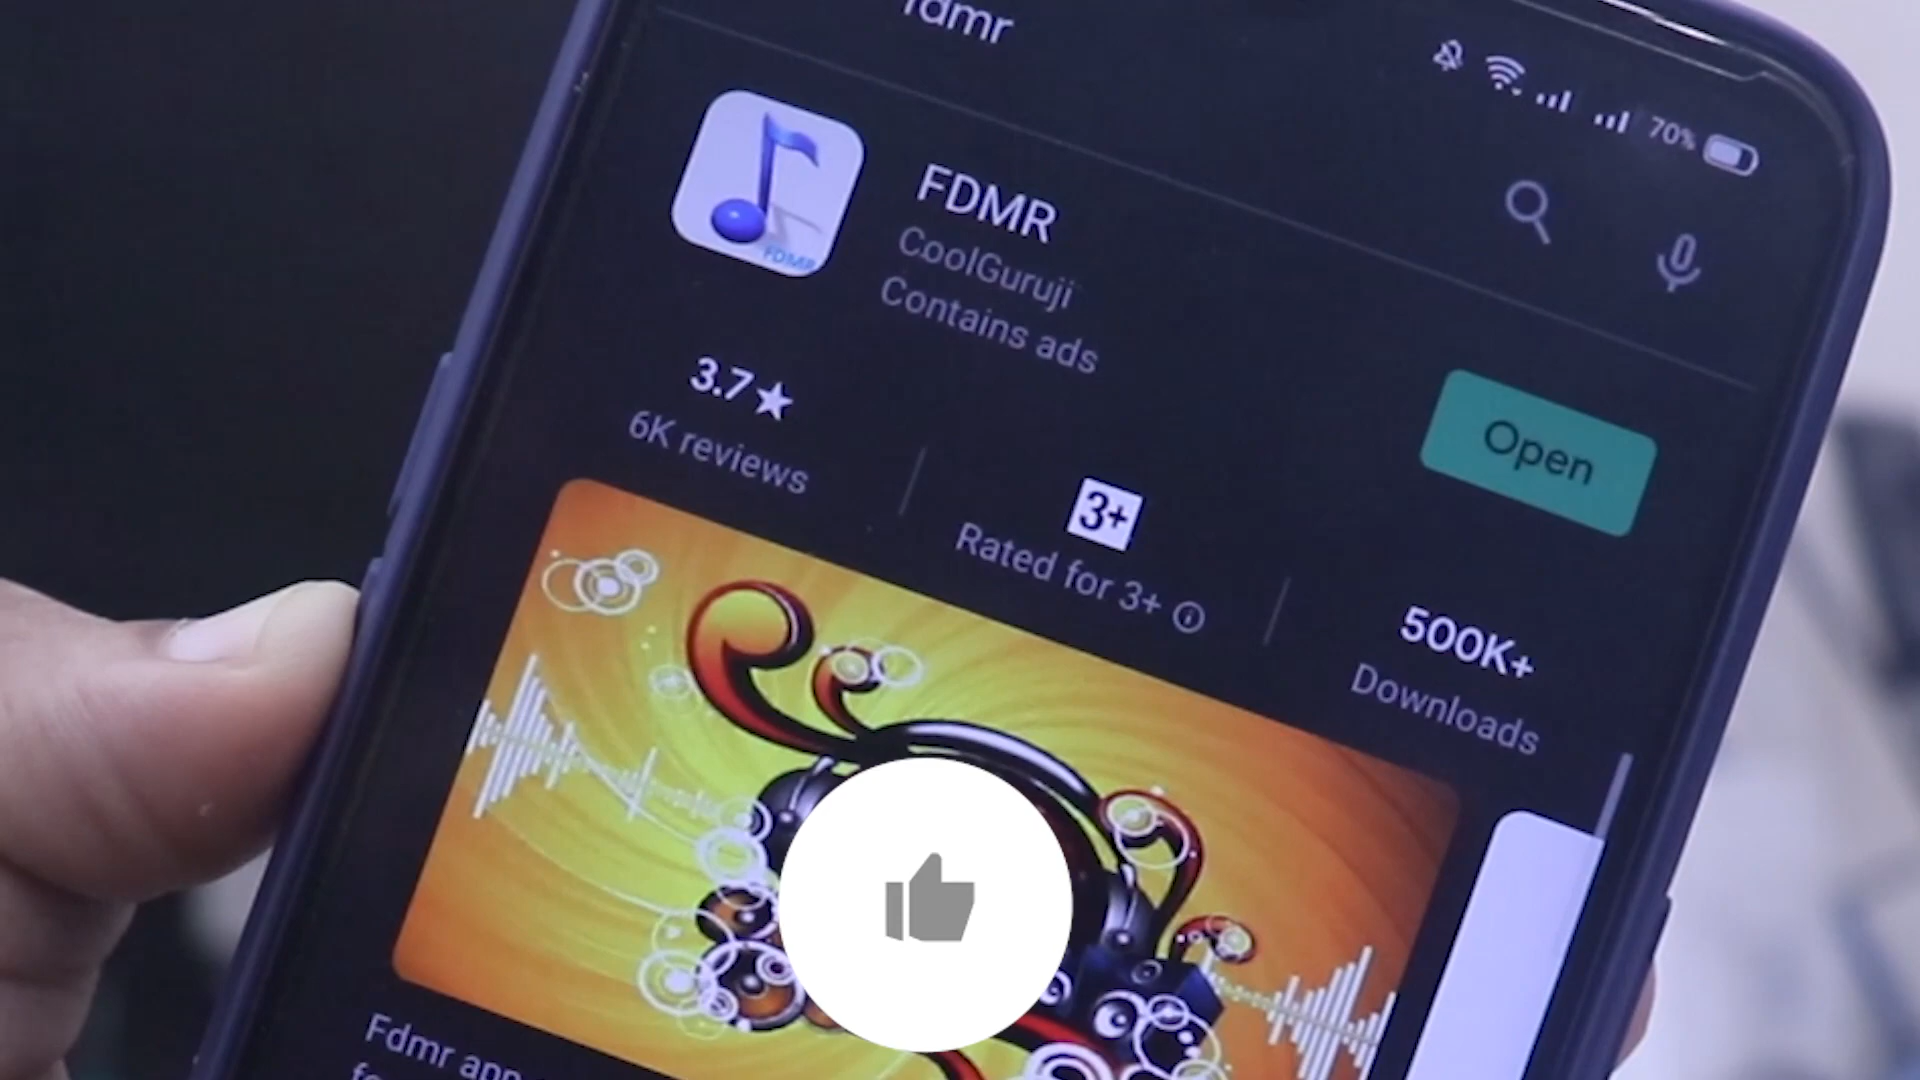 fdmr
70%
FDMR
FDMR
CoolGuruji
Contains ads
Open
3.7★
6K reviews
3+
Rated for 3+
500K+
Downloads
Fdmr app